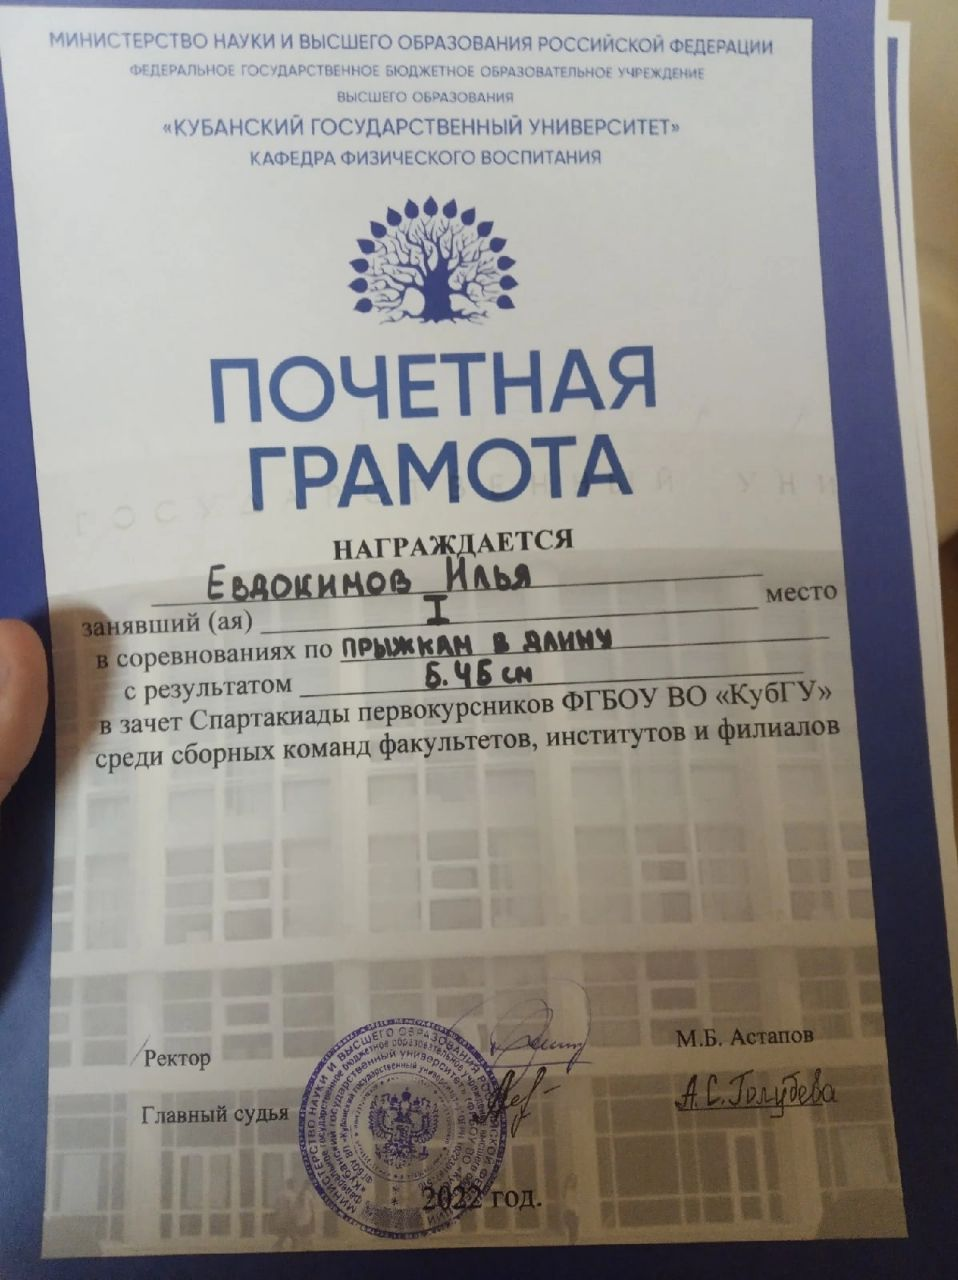 МИНИСТЕРСТВО НАУКИ И ВЫСШЕГО ОБРАЗОВАНИЯ РОССИЙСКОЙ ФЕДЕРАЦИИ
ФЕДЕРАЛЬНОЕ ГОСУДАРСТВЕННОЕ БЮДЖЕТНОЕ ОБРАЗОВАТЕЛЬНОЕ УЧРЕЖДЕНИЕ
ВЫСШЕГО ОБРАЗОВАНИЯ
«КУБАНСКИЙ ГОСУДАРСТВЕННЫЙ УНИВЕРСИТЕТ»
КАФЕДРА ФИЗИЧЕСКОГО ВОСПИТАНИЯ
ПОЧЕТНАЯ
ГРАМОТА
ГОСУДАРСТВЕННЫЙ УНИ
НАГРАЖДАЕТСЯ
ЕВДОКИМОВ ИЛЬЯ
занявший (ая) I место
в соревнованиях по ПРЫЖКАМ В ДЛИНУ
с результатом 5.45 см
в зачет Спартакиады первокурсников ФГБОУ ВО «КубГУ»
среди сборных команд факультетов, институтов и филиалов
Ректор М.Б. Астапов
Главный судья А.С. Голубева
2022 год.